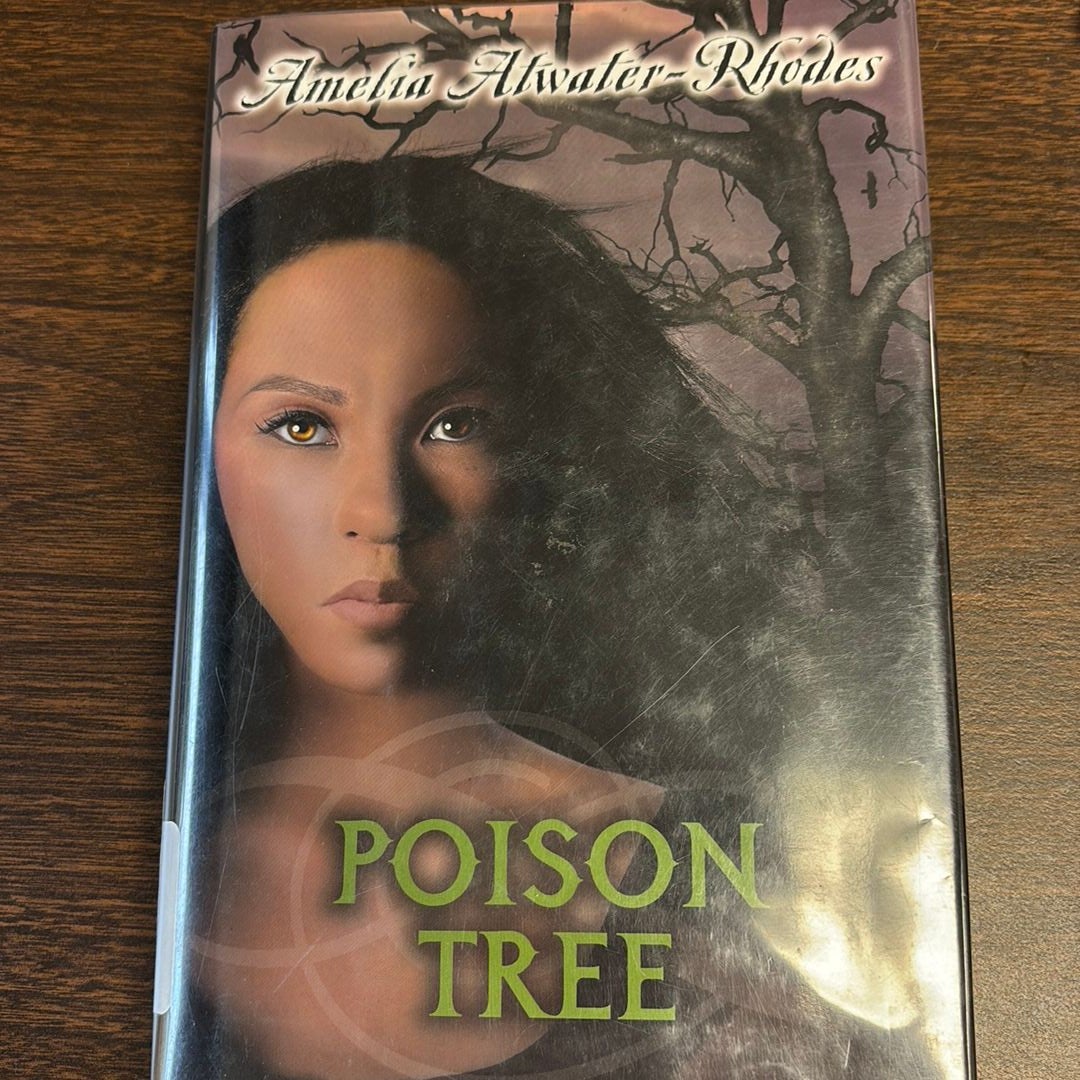 Amelia Atwater-Rhodes
POISON
TREE